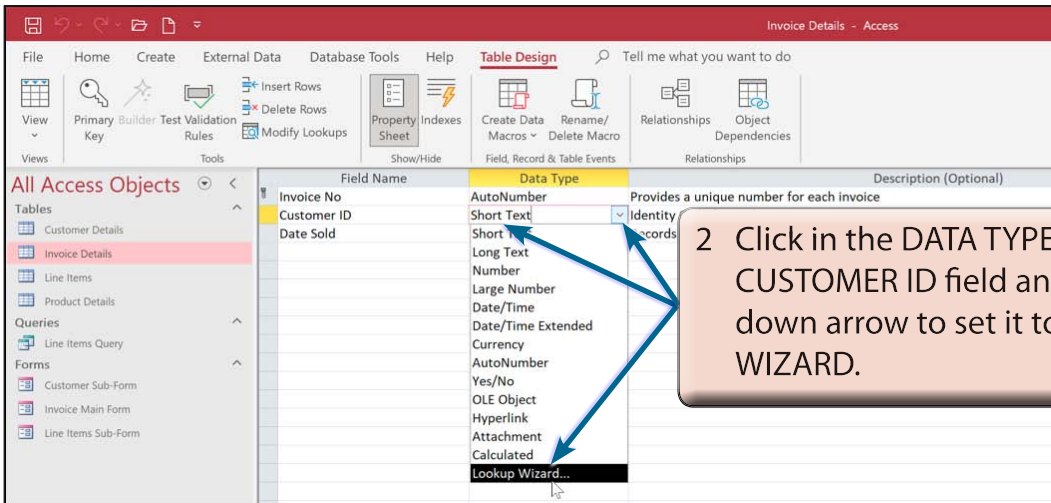 Invoice Details - Access
File Home Create External Data Database Tools Help Table Design Tell me what you want to do
View
Primary Key
Builder
Test Validation Rules
Insert Rows
Delete Rows
Modify Lookups
Property Sheet
Indexes
Create Data Macros
Rename/ Delete Macro
Relationships
Object Dependencies
Views Tools Show/Hide Field, Record & Table Events Relationships
All Access Objects
Tables
Customer Details
Invoice Details
Line Items
Product Details
Queries
Line Items Query
Forms
Customer Sub-Form
Invoice Main Form
Line Items Sub-Form
Field Name Data Type Description (Optional)
Invoice No AutoNumber Provides a unique number for each invoice
Customer ID Short Text Identity
Date Sold Short
Long Text
Number
Large Number
Date/Time
Date/Time Extended
Currency
AutoNumber
Yes/No
OLE Object
Hyperlink
Attachment
Calculated
Lookup Wizard...
2 Click in the DATA TYPE
CUSTOMER ID field an
down arrow to set it to
WIZARD.